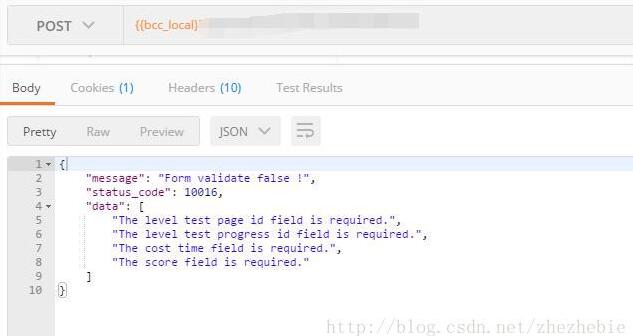 POST {{bcc_local}
Body Cookies (1) Headers (10) Test Results
Pretty Raw Preview JSON
1 {
2 "message": "Form validate false !",
3 "status_code": 10016,
4 "data": [
5 "The level test page id field is required.",
6 "The level test progress id field is required.",
7 "The cost time field is required.",
8 "The score field is required."
9 ]
10 }
http://blog.csdn.net/zhezhebie